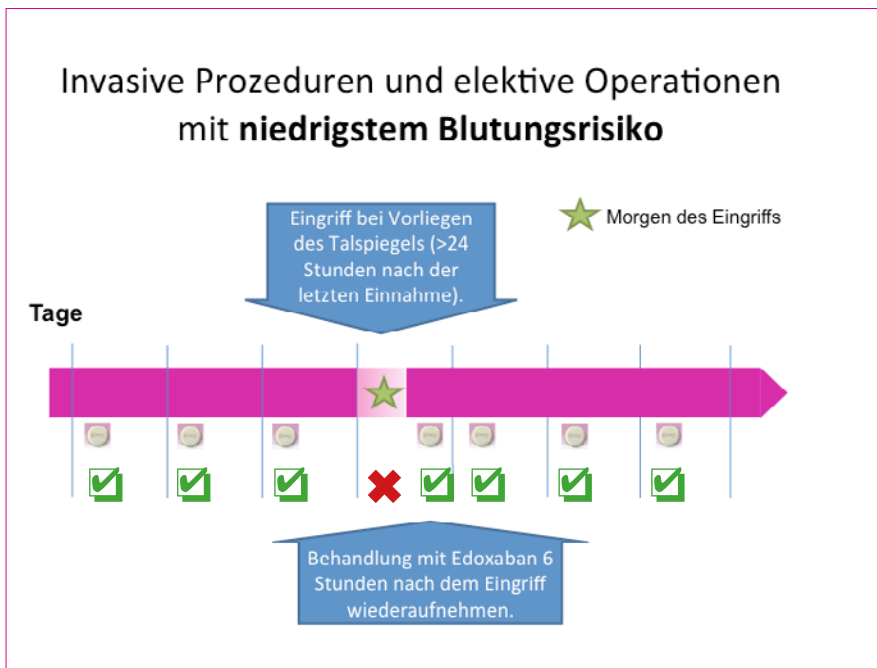 Invasive Prozeduren und elektive Operationen
mit niedrigstem Blutungsrisiko
Eingriff bei Vorliegen
des Talspiegels (>24
Stunden nach der
letzten Einnahme).
Morgen des Eingriffs
Tage
Behandlung mit Edoxaban 6
Stunden nach dem Eingriff
wiederaufnehmen.